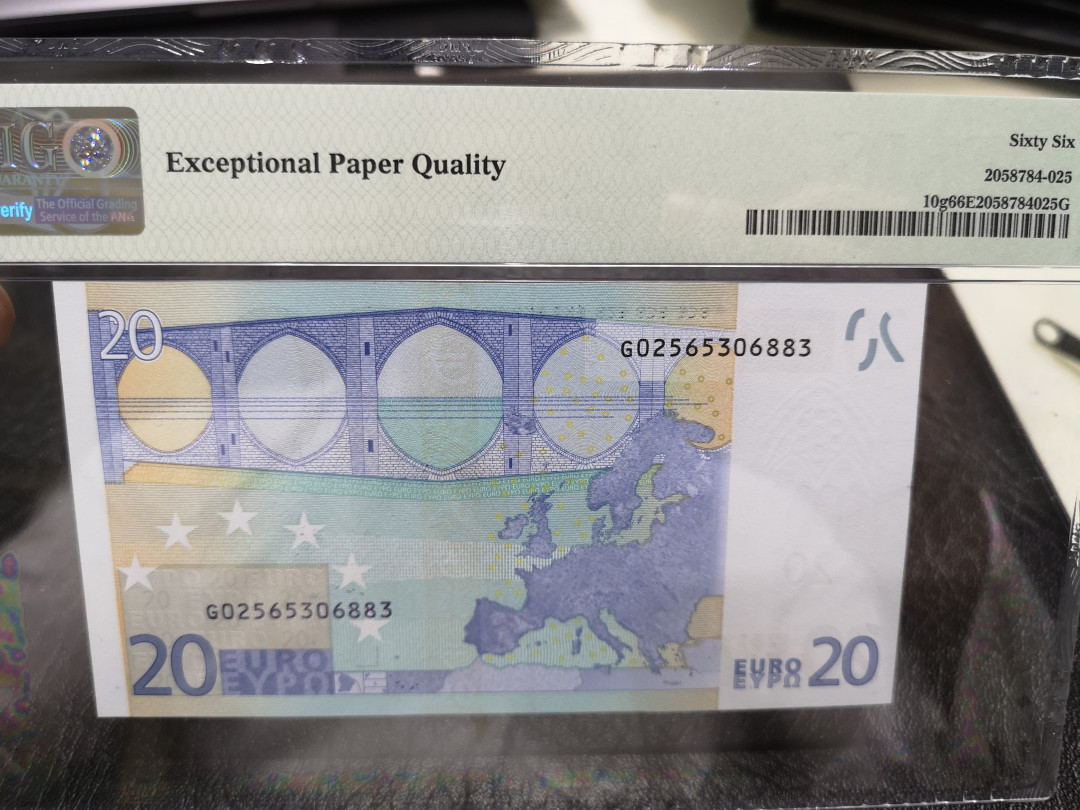 Exceptional Paper Quality
Sixty Six
2058784-025
10g66E2058784025G
The Official Grading
Service of the ANA
20
G02565306883
G02565306883
20 EURO
ΕΥΡΩ
EURO 20
ΕΥΡΩ